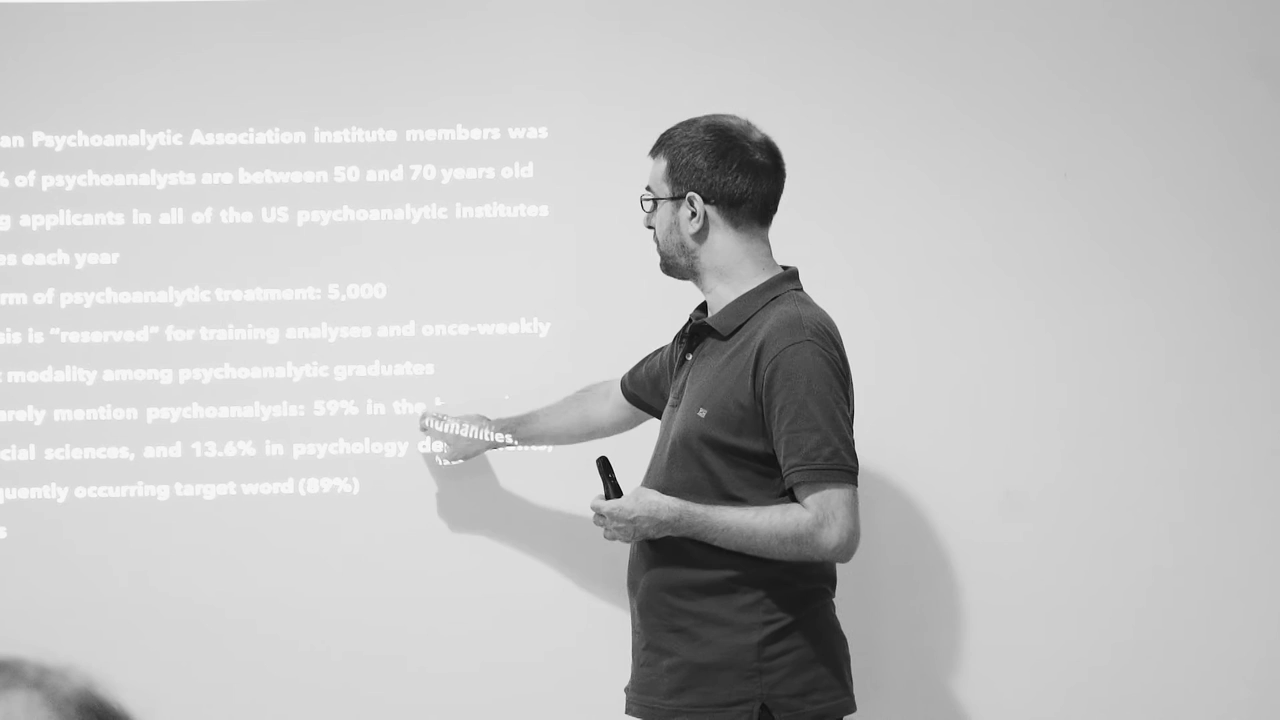 an Psychoanalytic Association institute members was
% of psychoanalysts are between 50 and 70 years old
g applicants in all of the US psychoanalytic institutes
es each year
rm of psychoanalytic treatment: 5,000
sis is “reserved” for training analyses and once-weekly
modality among psychoanalytic graduates
arely mention psychoanalysis: 59% in the humanities,
cial sciences, and 13.6% in psychology
quently occurring target word (89%)
s